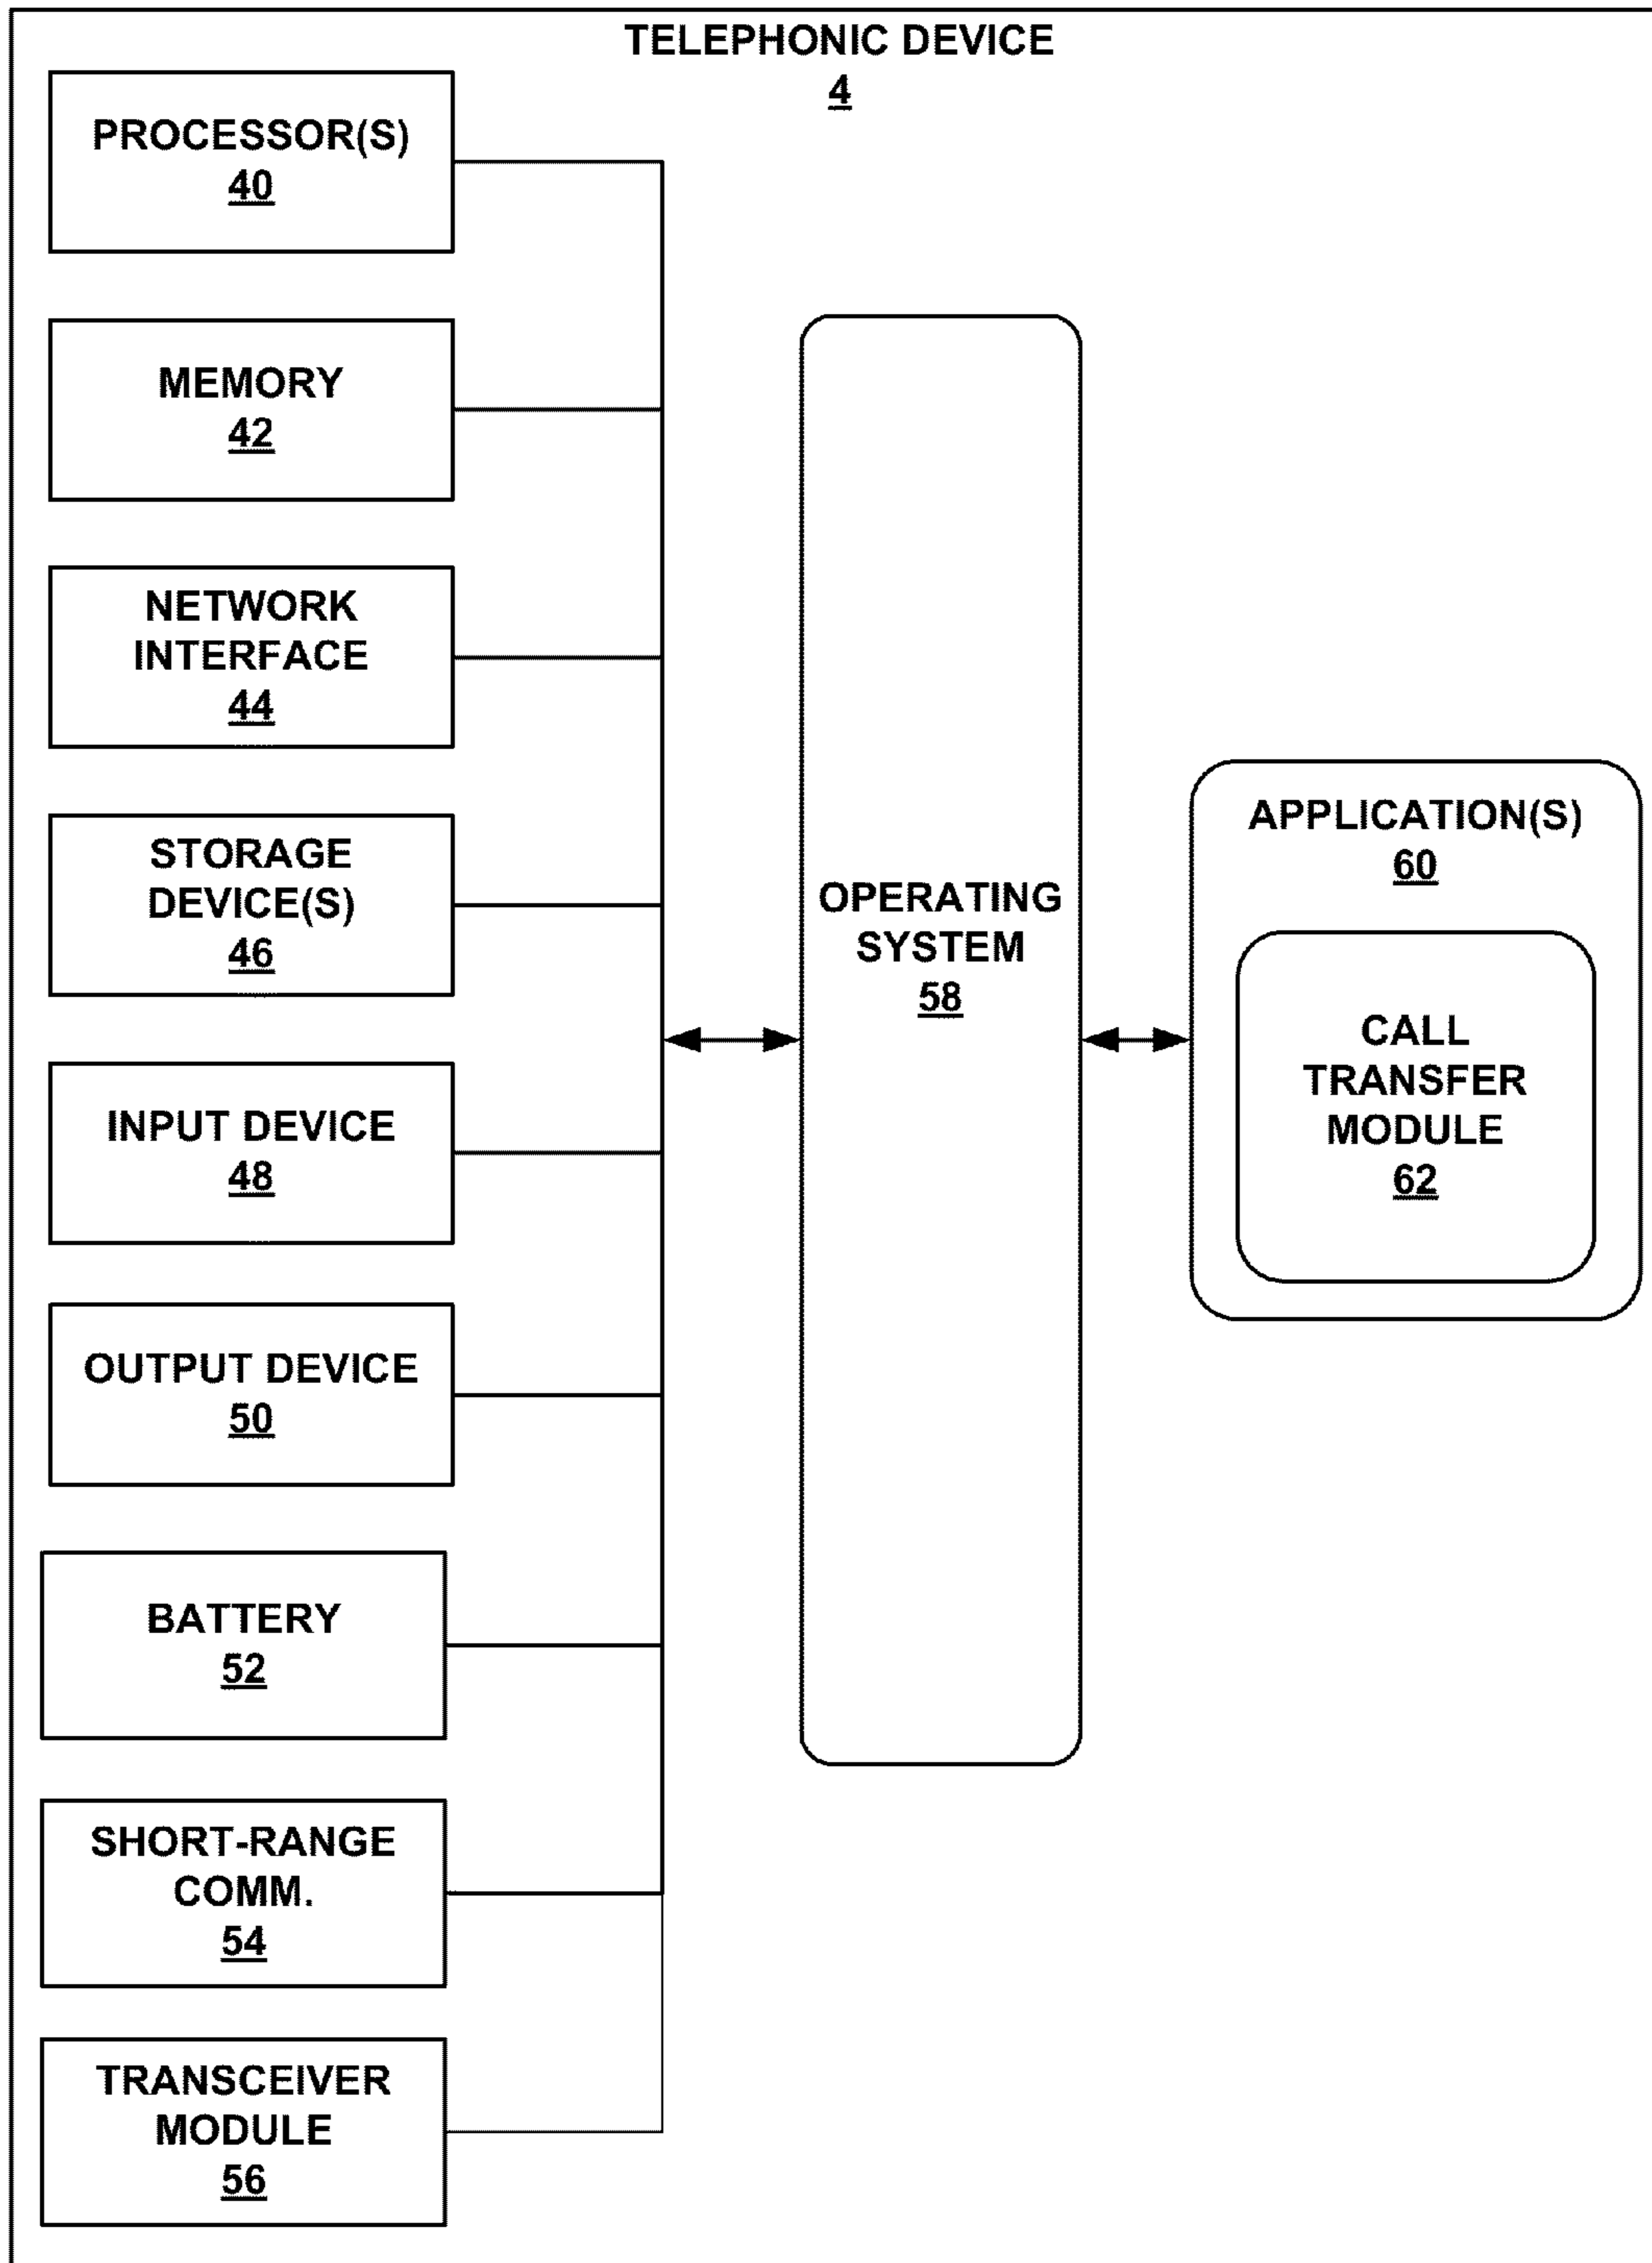 TELEPHONIC DEVICE
4
PROCESSOR(S)
40
MEMORY
42
NETWORK
INTERFACE
44
STORAGE
DEVICE(S)
46
INPUT DEVICE
48
OUTPUT DEVICE
50
BATTERY
52
SHORT-RANGE
COMM.
54
TRANSCEIVER
MODULE
56
OPERATING
SYSTEM
58
APPLICATION(S)
60
CALL
TRANSFER
MODULE
62